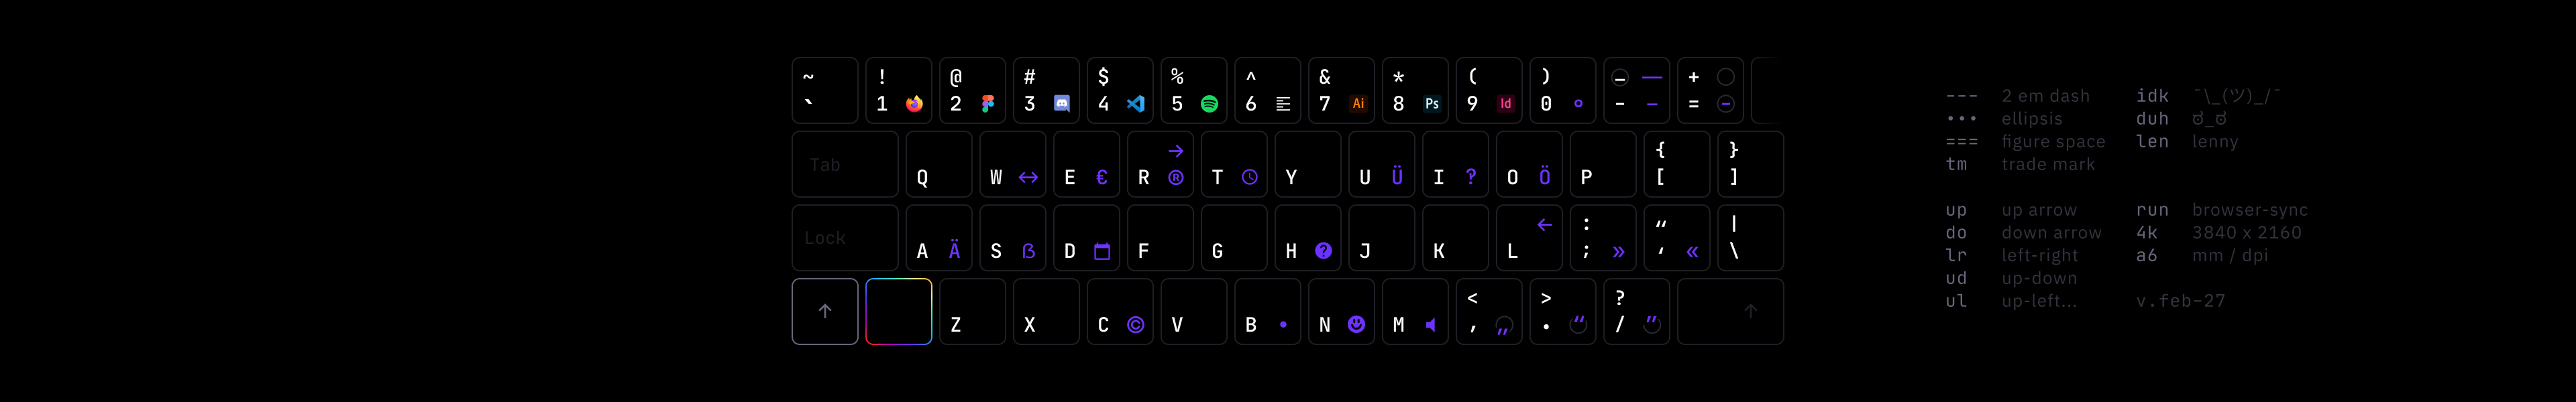 ~ ! @ # $ % ^ & * ( ) – — +
` 1 2 3 4 5 6 7 Ai 8 Ps 9 Id 0 ° - – = −
Tab Q W ↔ E € R → ® T Y U Ü I ‽ O Ö P { [ } ]
Lock A Ä S ß D F G H ? J K L ← : ; » “ ‘ « | \
↑ Z X C © V B • N M < , „ > . “ ? / ” ↑
--- 2 em dash
••• ellipsis
=== figure space
tm trade mark
idk ¯\_(ツ)_/¯
duh ಠ_ಠ
len lenny
up up arrow
do down arrow
lr left-right
ud up-down
ul up-left...
run browser-sync
4k 3840 x 2160
a6 mm / dpi
v.feb-27